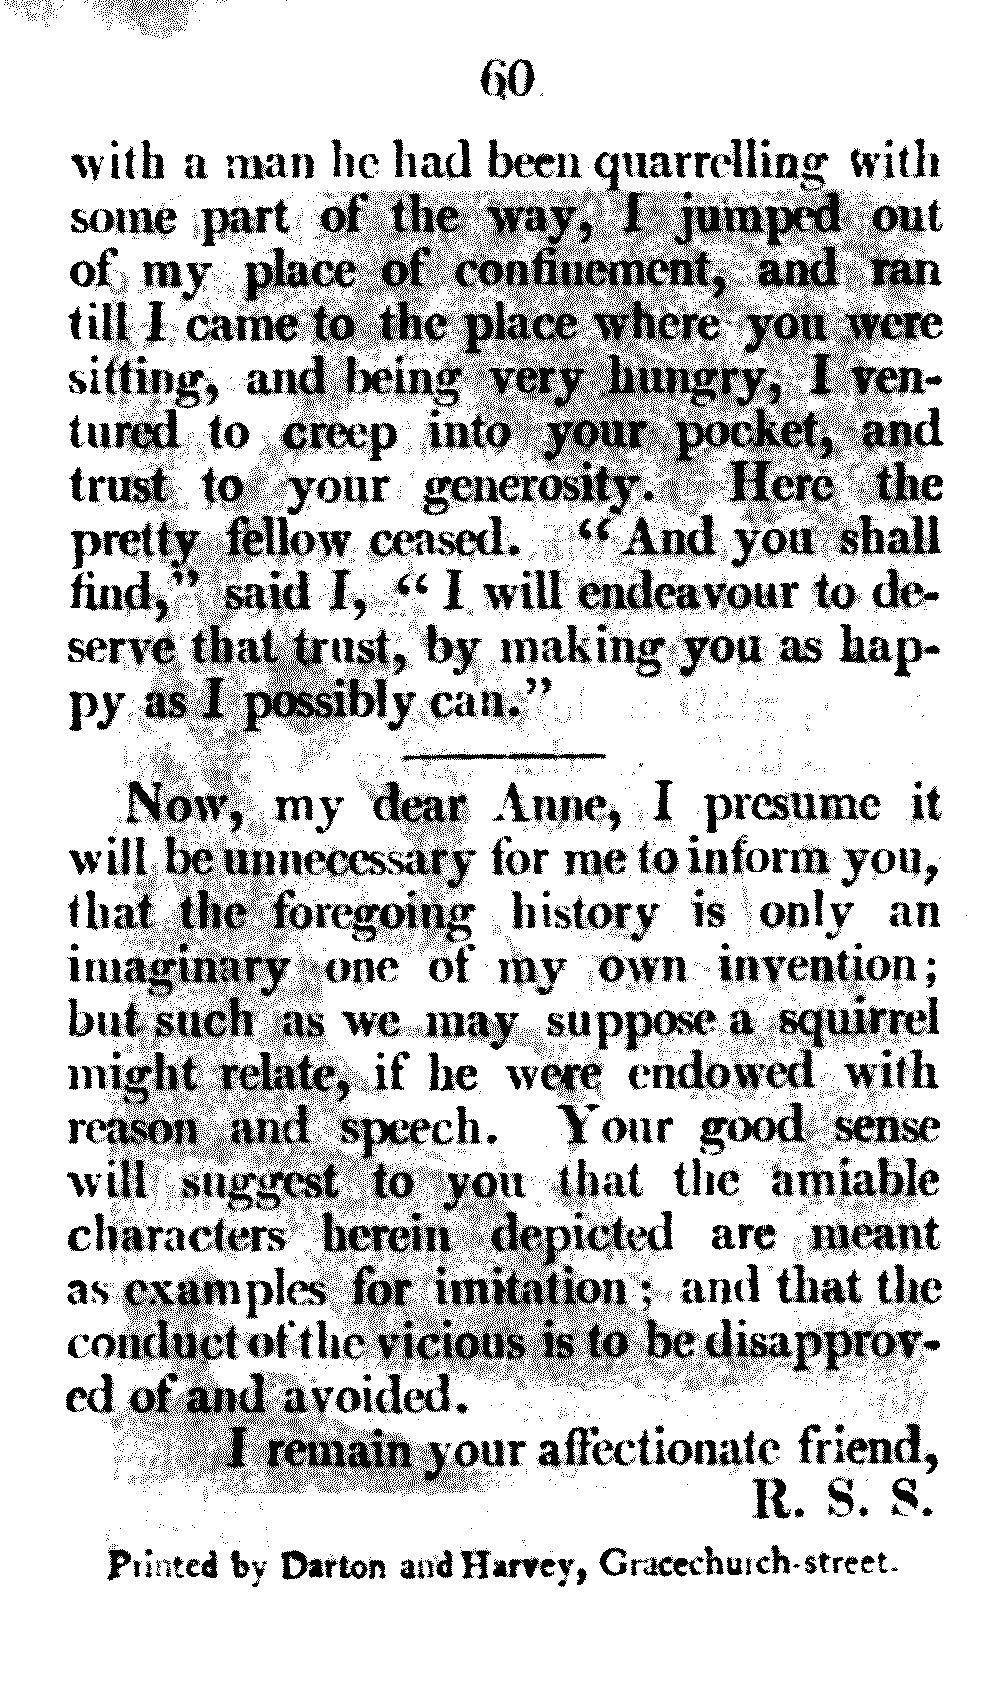 60
with a man he had been quarrelling with
some part of the way, I jumped out
of my place of confinement, and ran
till I came to the place where you were
sitting, and being very hungry, I ven-
tured to creep into your pocket, and
trust to your generosity. Here the
pretty fellow ceased. “And you shall
find,” said I, “I will endeavour to de-
serve that trust, by making you as hap-
py as I possibly can.”
Now, my dear Anne, I presume it
will be unnecessary for me to inform you,
that the foregoing history is only an
imaginary one of my own invention;
but such as we may suppose a squirrel
might relate, if he were endowed with
reason and speech. Your good sense
will suggest to you that the amiable
characters herein depicted are meant
as examples for imitation; and that the
conduct of the vicious is to be disapprov-
ed of and avoided.
I remain your affectionate friend,
R. S. S.
Printed by Darton and Harvey, Gracechurch-street.